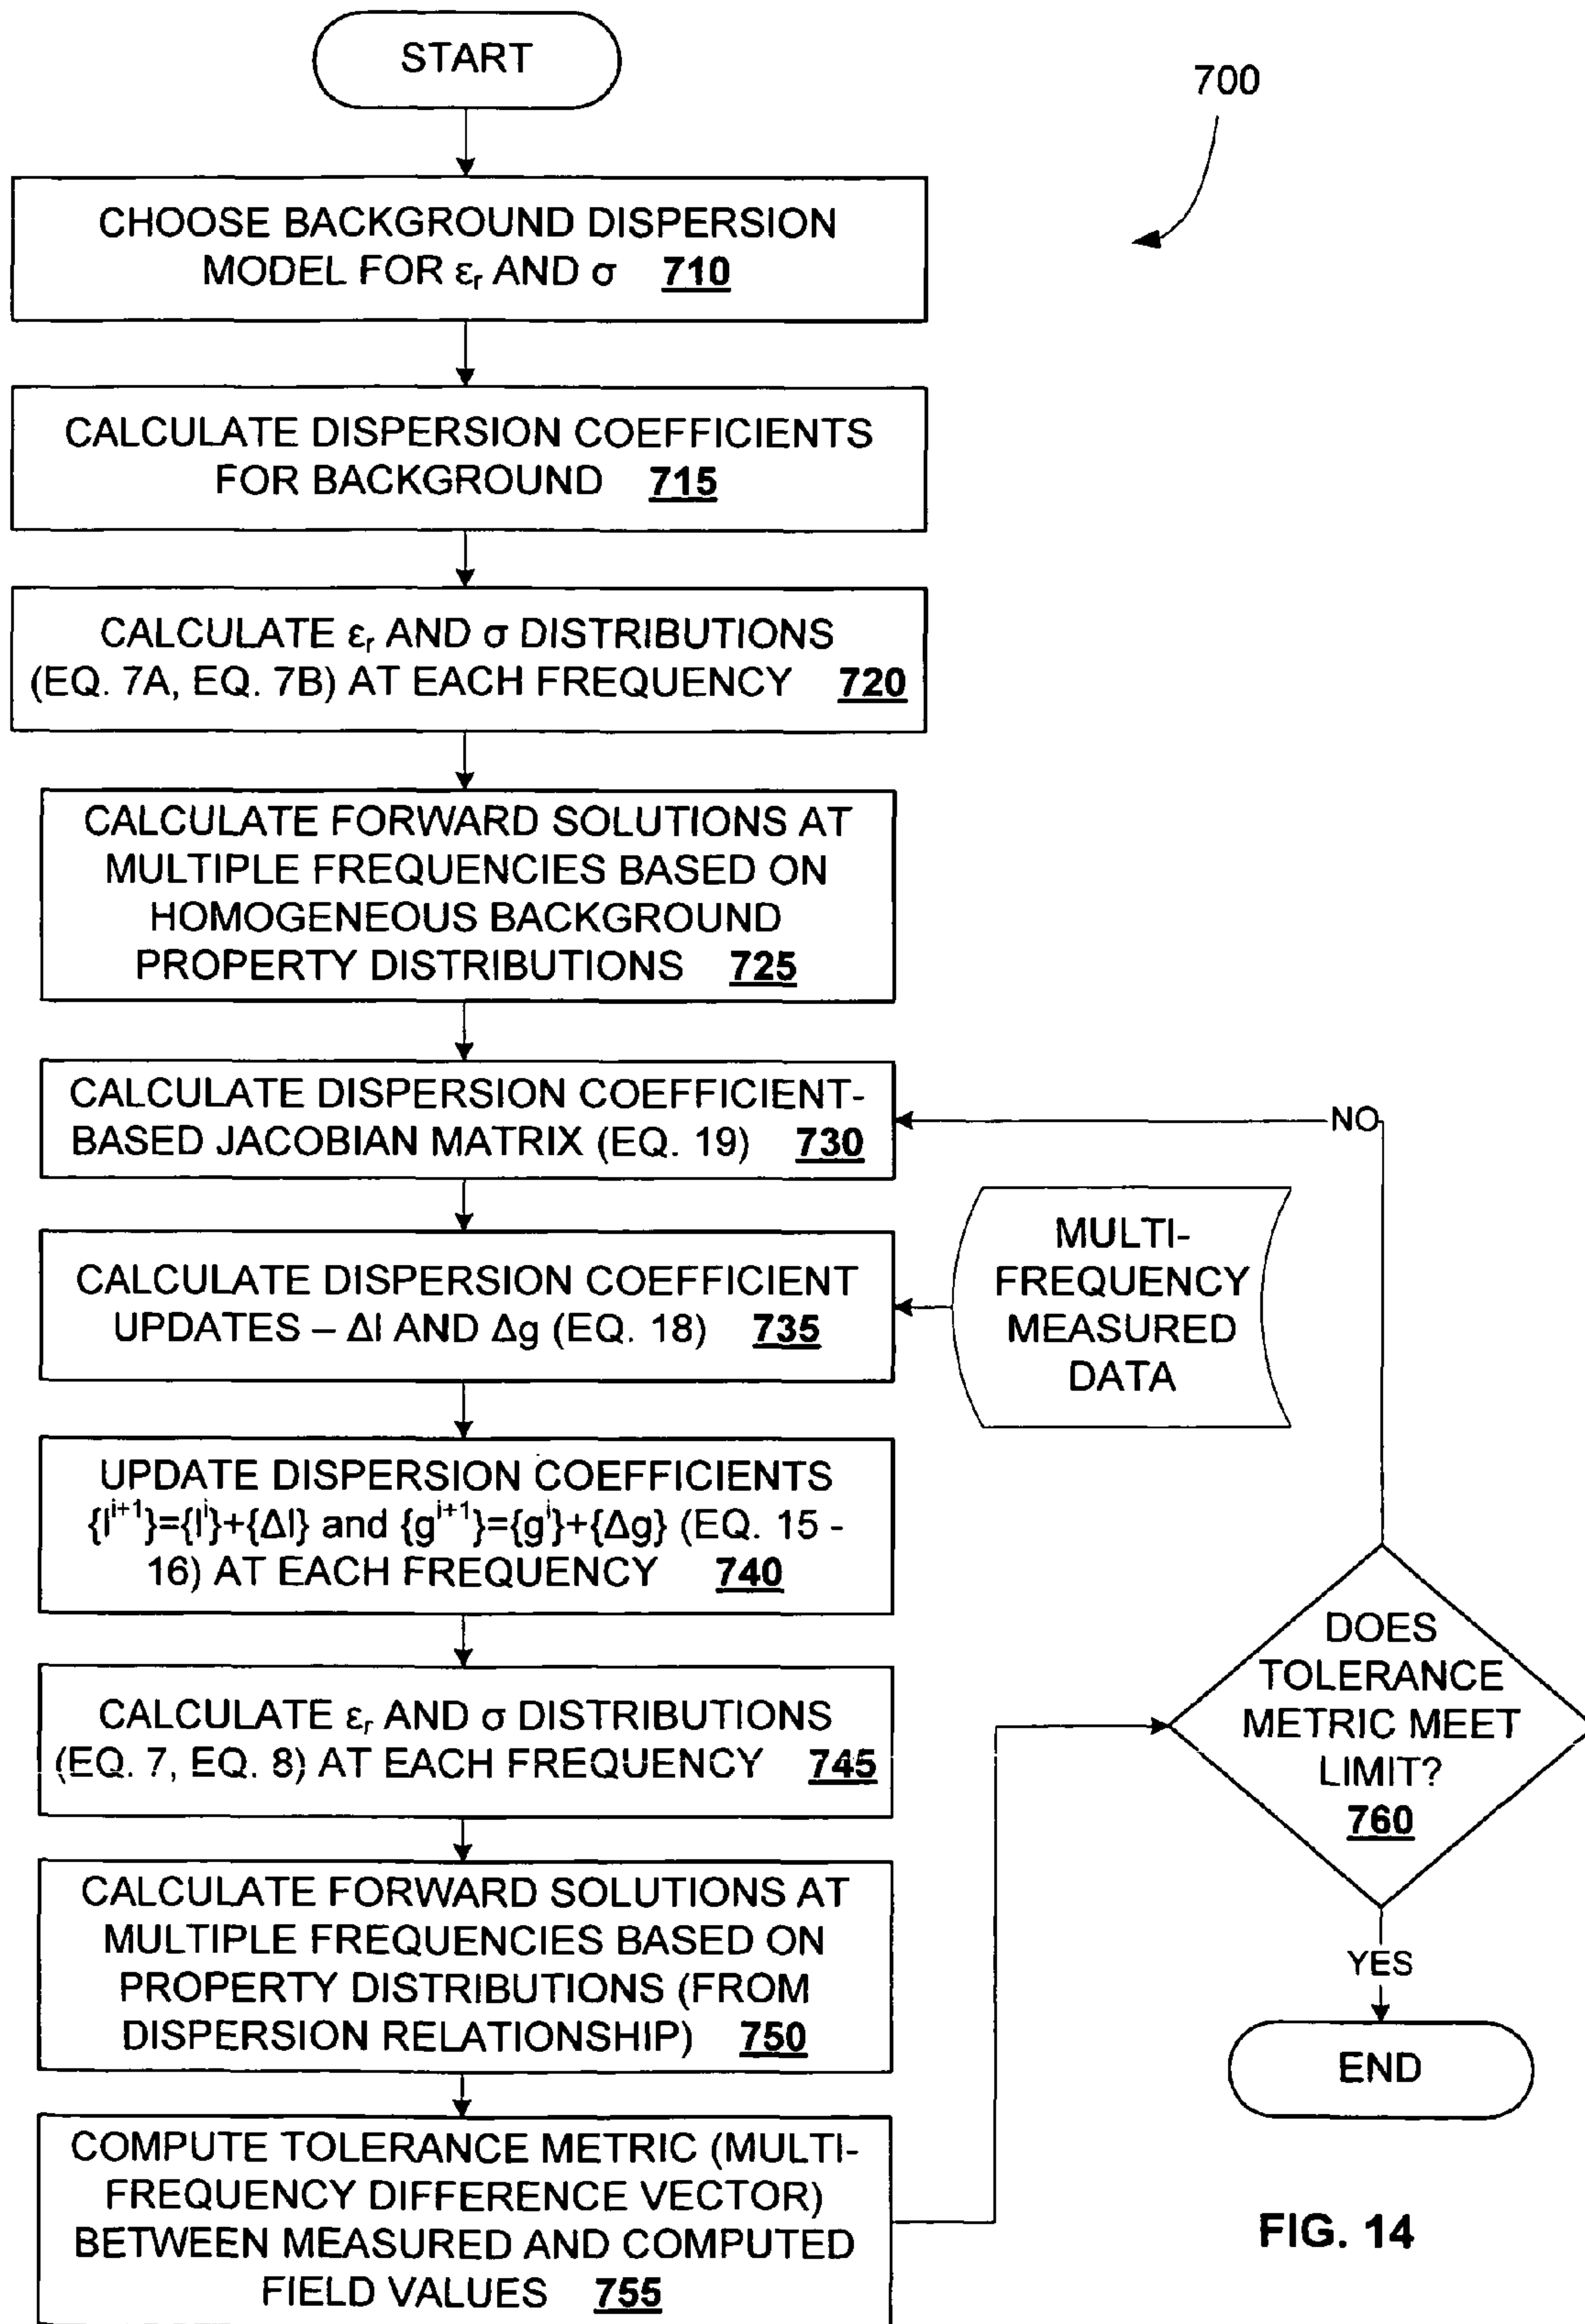 START
700
CHOOSE BACKGROUND DISPERSION
MODEL FOR εr AND σ 710
CALCULATE DISPERSION COEFFICIENTS
FOR BACKGROUND 715
CALCULATE εr AND σ DISTRIBUTIONS
(EQ. 7A, EQ. 7B) AT EACH FREQUENCY 720
CALCULATE FORWARD SOLUTIONS AT
MULTIPLE FREQUENCIES BASED ON
HOMOGENEOUS BACKGROUND
PROPERTY DISTRIBUTIONS 725
CALCULATE DISPERSION COEFFICIENT-
BASED JACOBIAN MATRIX (EQ. 19) 730
NO
CALCULATE DISPERSION COEFFICIENT
UPDATES – Δl AND Δg (EQ. 18) 735
MULTI-
FREQUENCY
MEASURED
DATA
UPDATE DISPERSION COEFFICIENTS
{l^i+1}={l^i}+{Δl} and {g^i+1}={g^i}+{Δg} (EQ. 15 -
16) AT EACH FREQUENCY 740
CALCULATE εr AND σ DISTRIBUTIONS
(EQ. 7, EQ. 8) AT EACH FREQUENCY 745
CALCULATE FORWARD SOLUTIONS AT
MULTIPLE FREQUENCIES BASED ON
PROPERTY DISTRIBUTIONS (FROM
DISPERSION RELATIONSHIP) 750
COMPUTE TOLERANCE METRIC (MULTI-
FREQUENCY DIFFERENCE VECTOR)
BETWEEN MEASURED AND COMPUTED
FIELD VALUES 755
DOES
TOLERANCE
METRIC MEET
LIMIT?
760
YES
END
FIG. 14